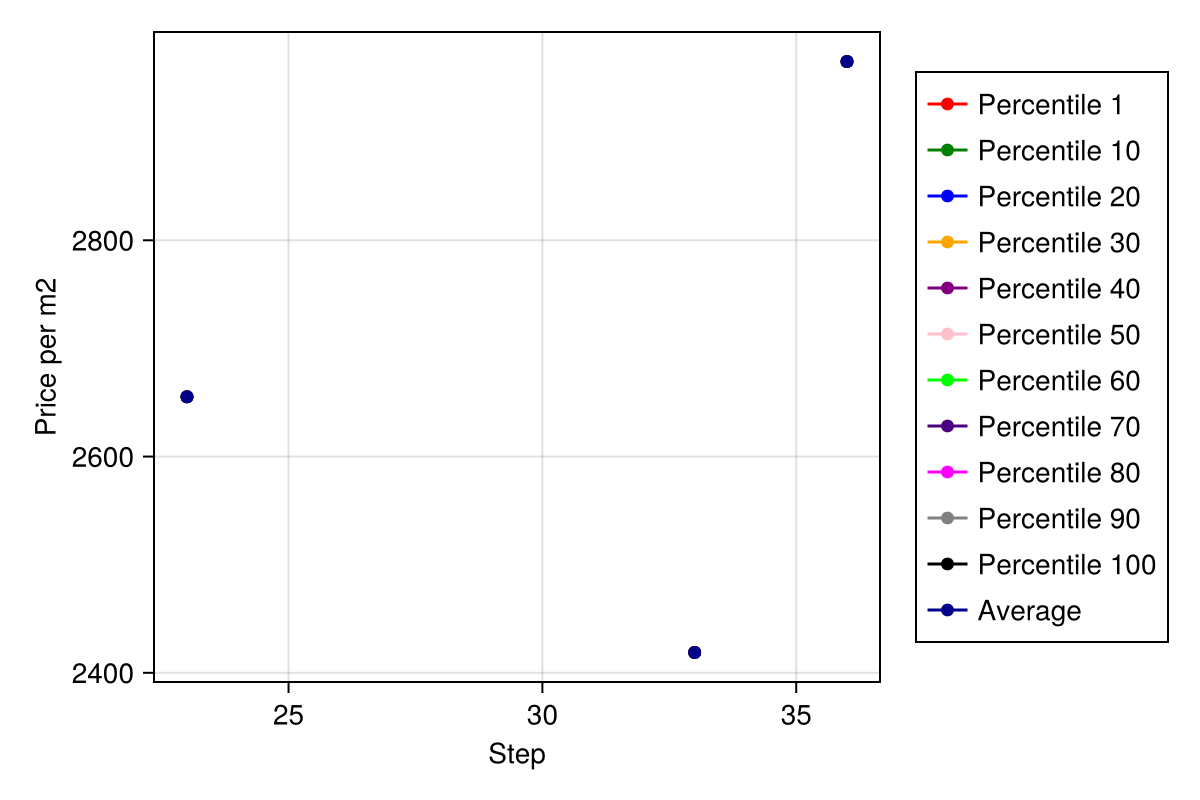 Price per m2
2800
2600
2400
25
30
35
Step
Percentile 1
Percentile 10
Percentile 20
Percentile 30
Percentile 40
Percentile 50
Percentile 60
Percentile 70
Percentile 80
Percentile 90
Percentile 100
Average